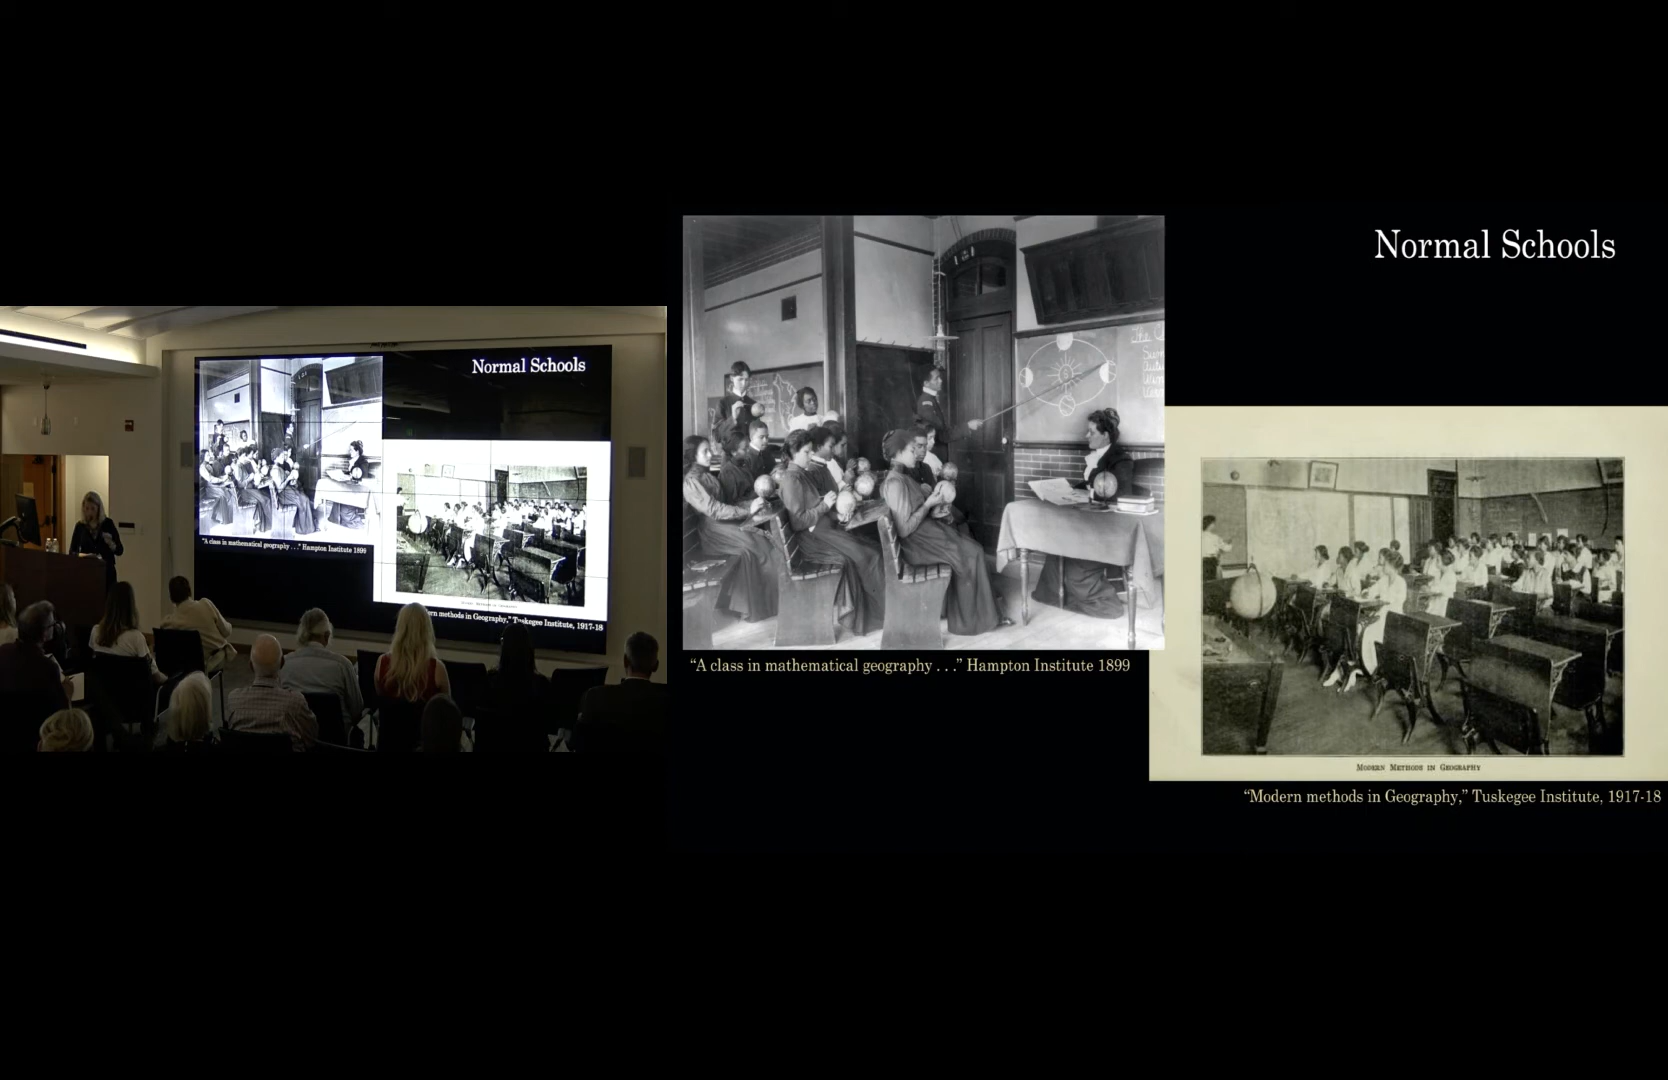 Normal Schools
"A class in mathematical geography . . ." Hampton Institute 1899
methods in Geography," Tuskegee Institute, 1917-18
Normal Schools
"A class in mathematical geography . . ." Hampton Institute 1899
MODERN METHODS IN GEOGRAPHY
"Modern methods in Geography," Tuskegee Institute, 1917-18